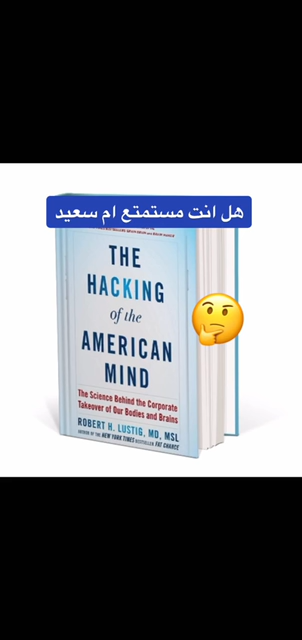 هل انت مستمتع ام سعيد
THE
HACKING
of the
AMERICAN
MIND
The Science Behind the Corporate
Takeover of Our Bodies and Brains
ROBERT H. LUSTIG, MD, MSL
AUTHOR OF THE NEW YORK TIMES BESTSELLER FAT CHANCE